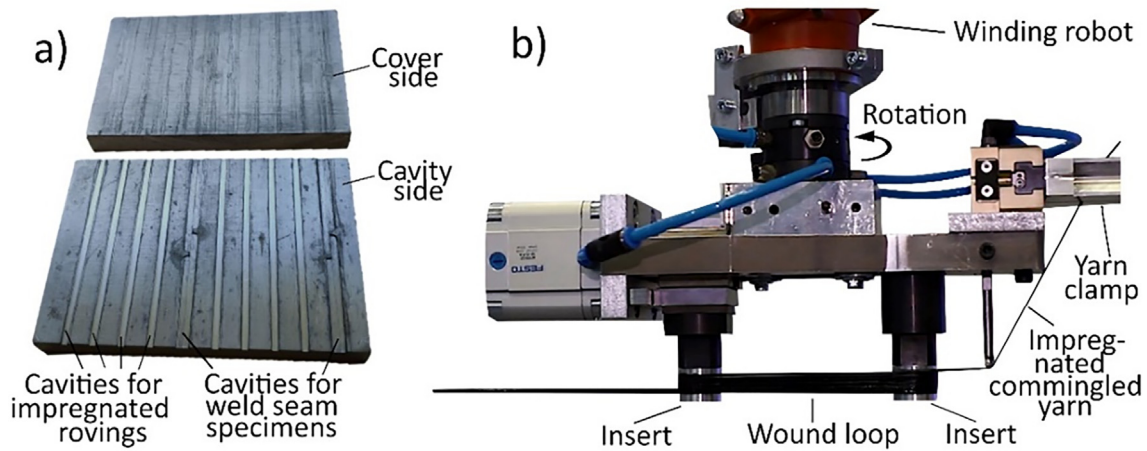 a)
Cover
side
Cavity
side
Cavities for
impregnated
rovings
Cavities for
weld seam
specimens
b)
Winding robot
Rotation
FESTO
Yarn
clamp
Impreg-
nated
commingled
yarn
Insert
Wound loop
Insert